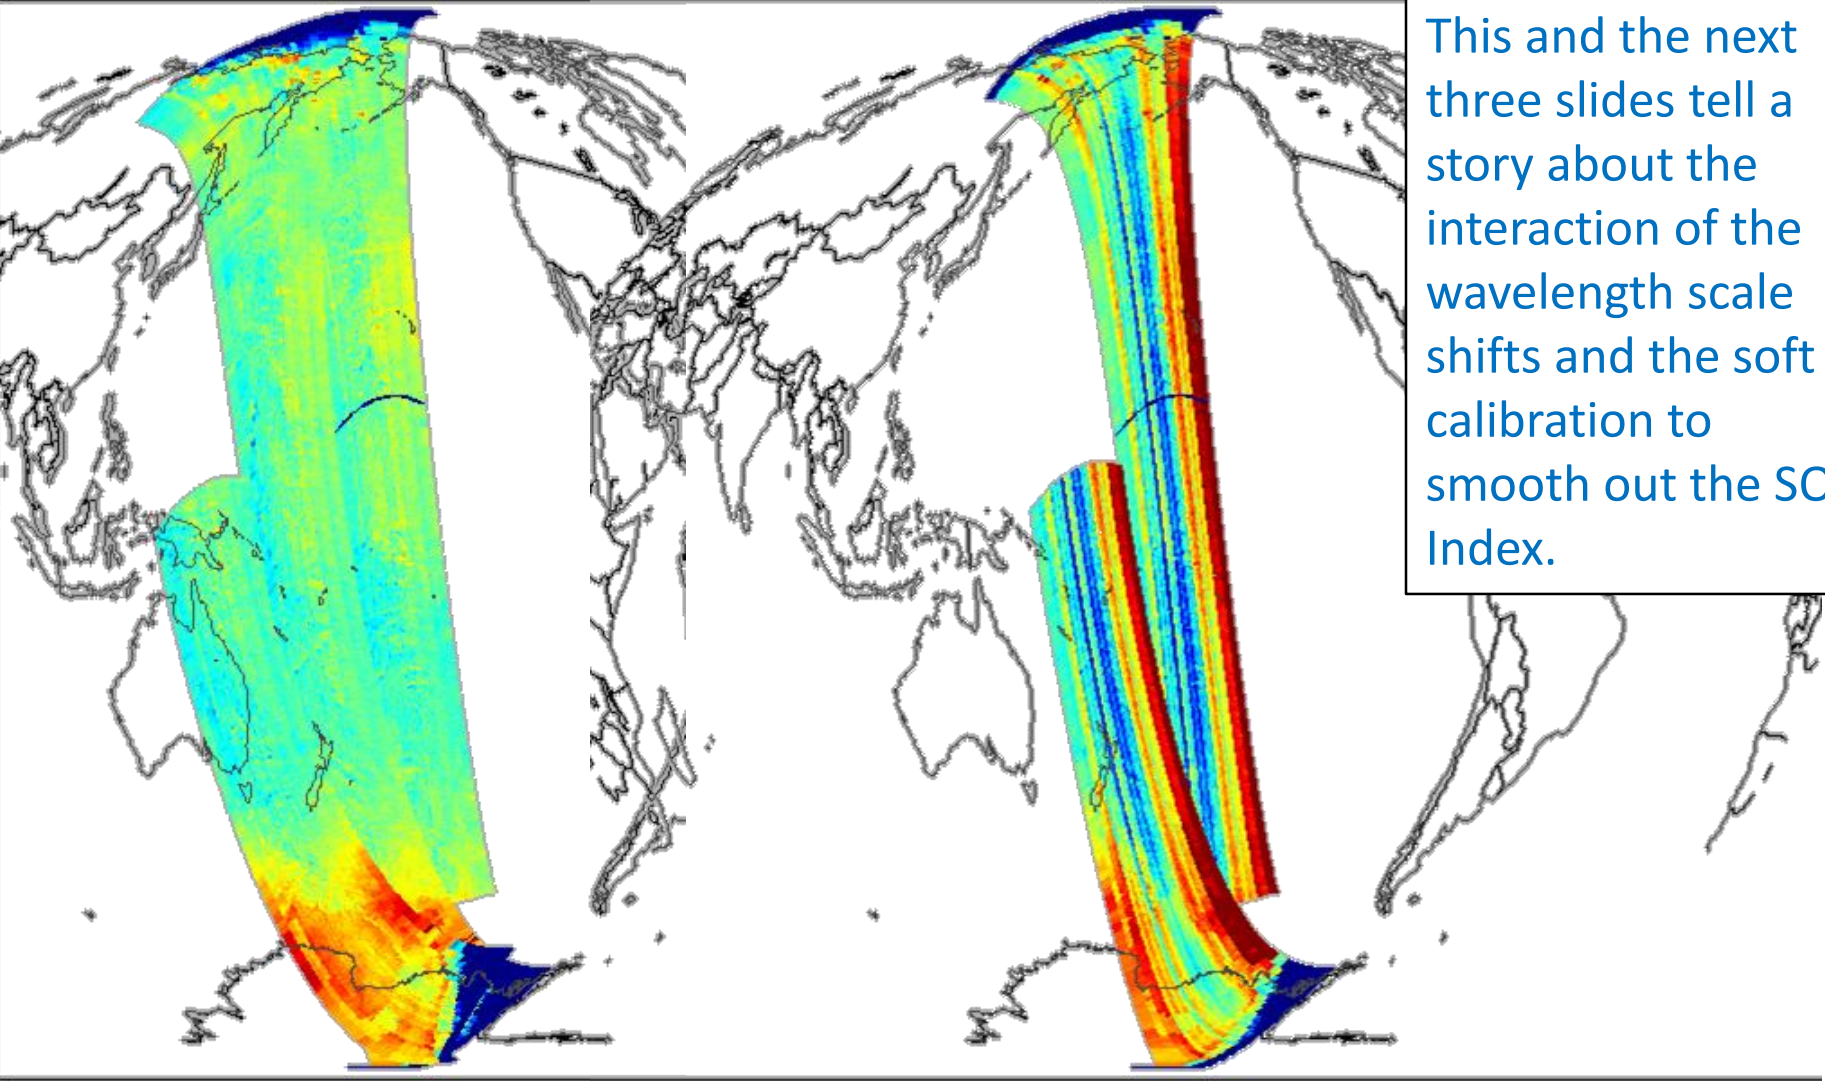 This and the next
three slides tell a
story about the
interaction of the
wavelength scale
shifts and the soft
calibration to
smooth out the SO
Index.